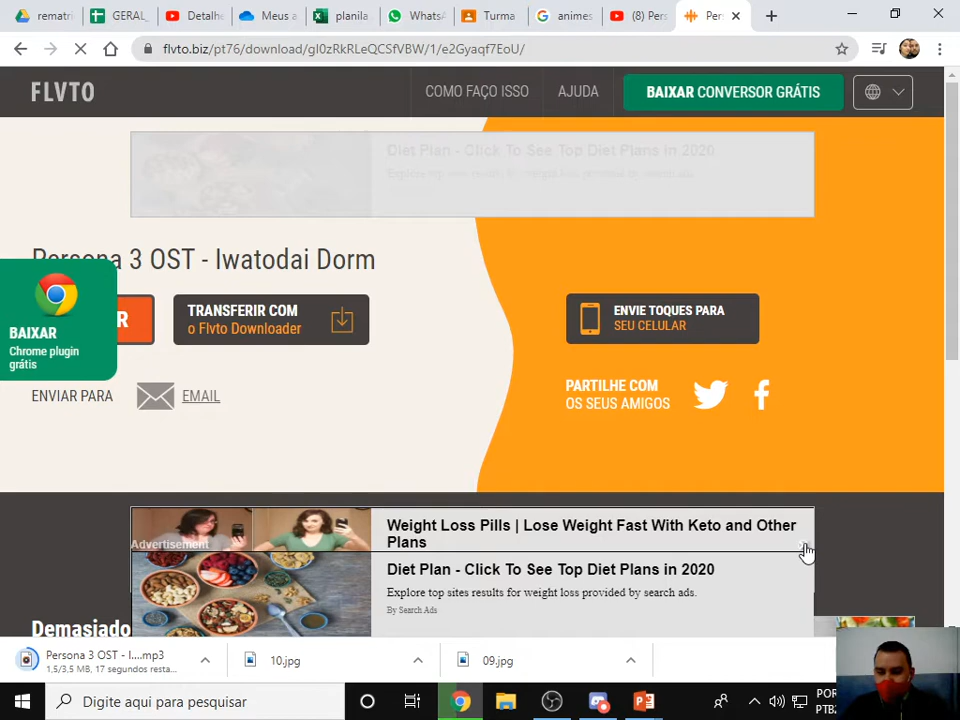 rematri
GERAL_
Detalhe
Meus a
planila
WhatsA
Turma
animes
(8) Pers
Pers
flvto.biz/pt76/download/gI0zRkRLeQCSfVBW/1/e2Gyaqf7EoU/
FLVTO
COMO FAÇO ISSO
AJUDA
BAIXAR CONVERSOR GRÁTIS
Diet Plan - Click To See Top Diet Plans in 2020
Persona 3 OST - Iwatodai Dorm
BAIXAR
Chrome plugin
grátis
R
TRANSFERIR COM
o Flvto Downloader
ENVIE TOQUES PARA
SEU CELULAR
ENVIAR PARA
EMAIL
PARTILHE COM
OS SEUS AMIGOS
Advertisement
Weight Loss Pills | Lose Weight Fast With Keto and Other
Plans
Diet Plan - Click To See Top Diet Plans in 2020
Explore top sites results for weight loss provided by search ads.
By Search Ads
Demasiado
Persona 3 OST - I....mp3
1,5/3,5 MB, 17 segundos resta...
10.jpg
09.jpg
Digite aqui para pesquisar
POR
PTB2